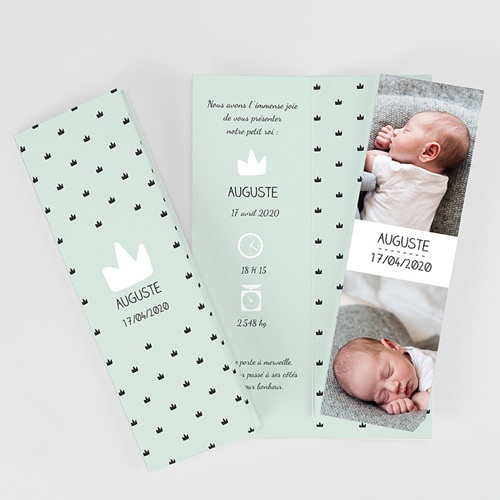 AUGUSTE
17/04/2020
Nous avons l'immense joie
de vous présenter
notre petit roi :
AUGUSTE
17 avril 2020
18 H 15
2.548 kg
e porte à merveille.
r passé à ses côtés
ur bonheur.
AUGUSTE
17/04/2020